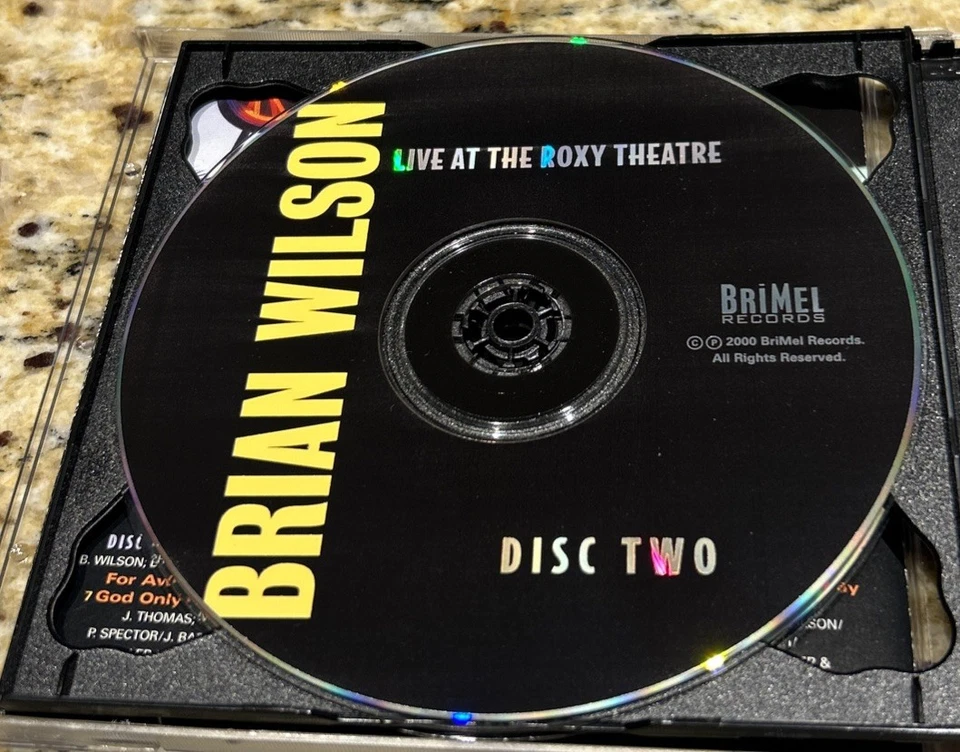 BRIAN WILSON
LIVE AT THE ROXY THEATRE
BRIMEL
RECORDS
© ℗ 2000 BriMel Records.
All Rights Reserved.
DISC TWO
DISC
B. WILSON;
For
7 God Only
J. THOMAS;
P. SPECTOR/J.
&